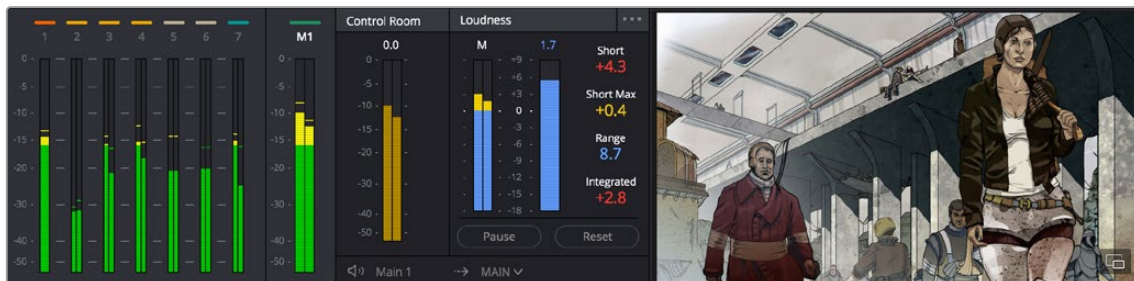 1 2 3 4 5 6 7
M1
0 0
-5 -5
-10 -10
-15 -15
-20 -20
-30 -30
-40 -40
-50 -50
Control Room
0.0
0
-5
-10
-15
-20
-30
-40
-50
Loudness
M 1.7
+9
+6
+3
0
-3
-6
-9
-12
-15
-18
Short
+4.3
Short Max
+0.4
Range
8.7
Integrated
+2.8
Pause Reset
Main 1 MAIN